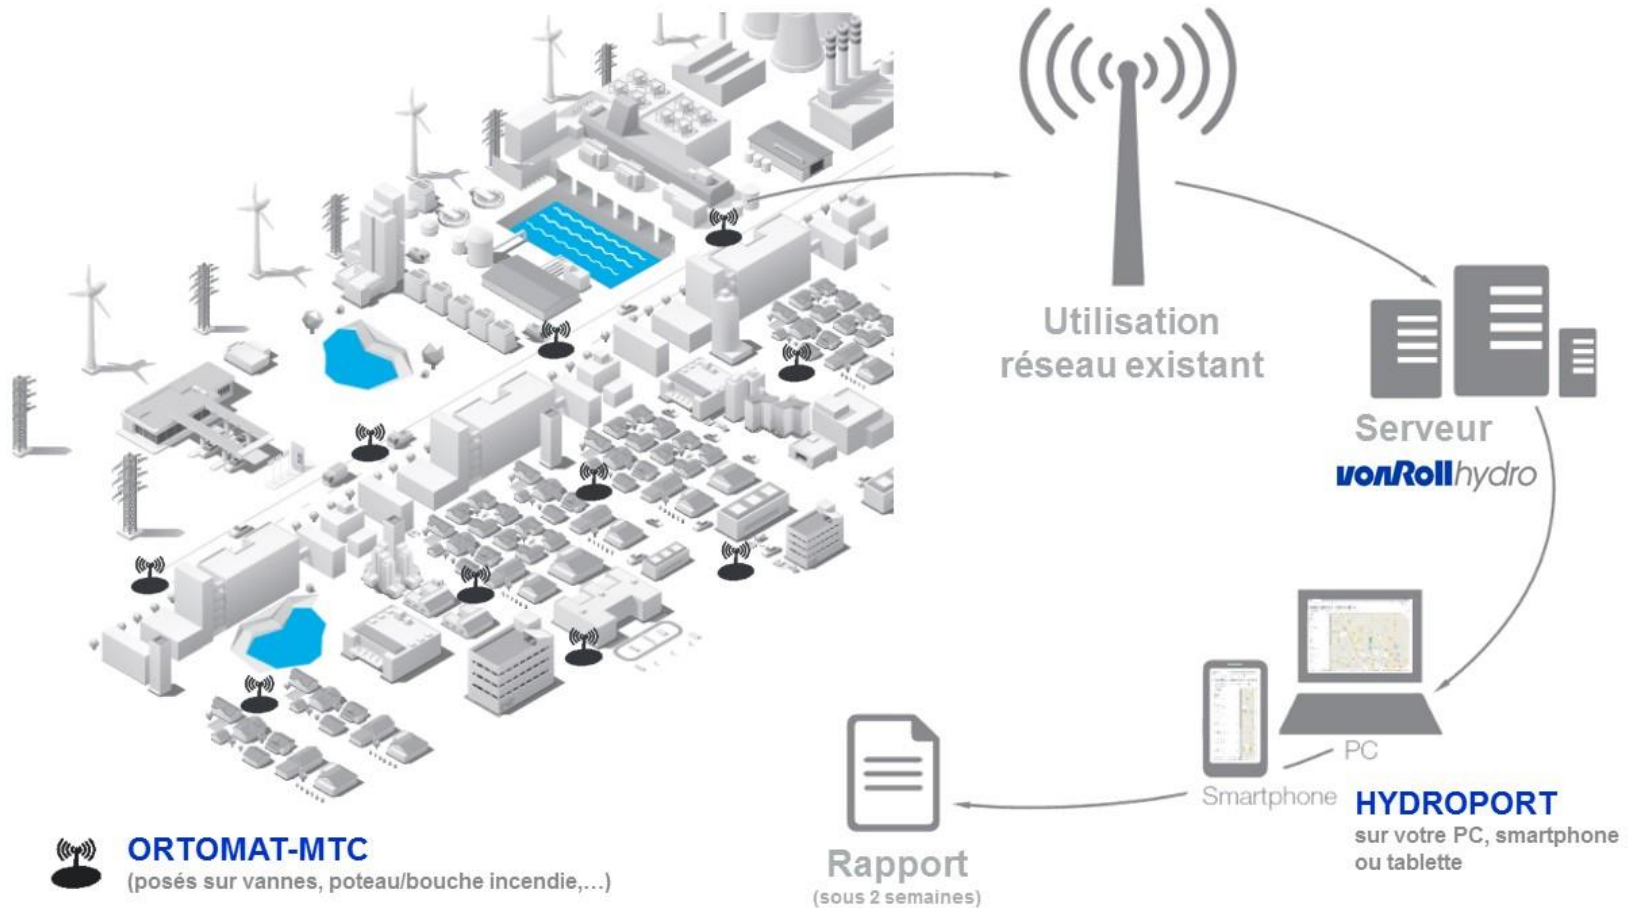 Utilisation
réseau existant
Serveur
vonRollhydro
PC
Smartphone
HYDROPORT
sur votre PC, smartphone
ou tablette
Rapport
(sous 2 semaines)
ORTOMAT-MTC
(posés sur vannes, poteau/bouche incendie,...)